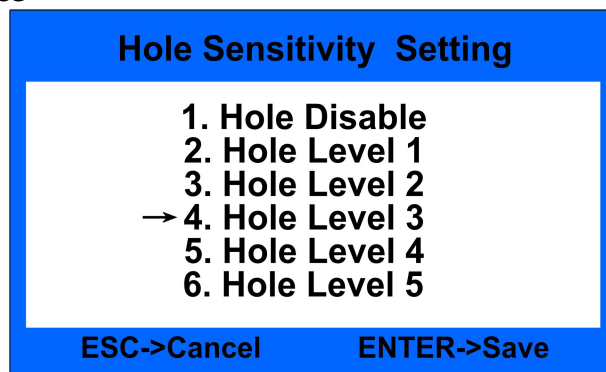 Hole Sensitivity Setting
1. Hole Disable
2. Hole Level 1
3. Hole Level 2
→4. Hole Level 3
5. Hole Level 4
6. Hole Level 5
ESC->Cancel ENTER->Save